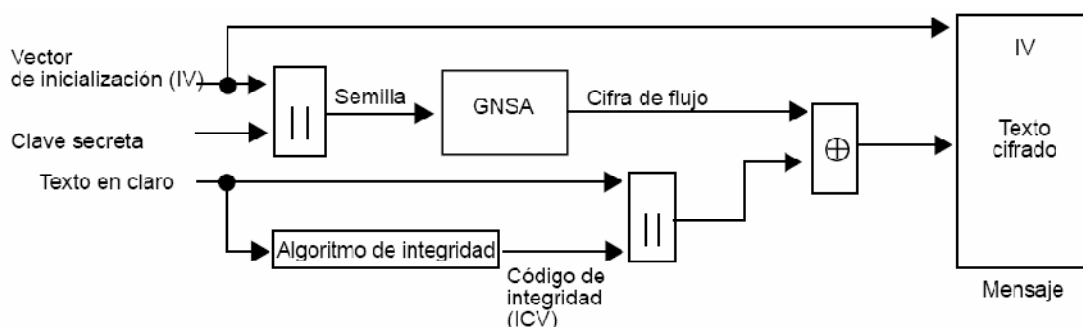 Vector
de inicialización (IV)
Clave secreta
Texto en claro
||
Semilla
GNSA
Cifra de flujo
Algoritmo de integridad
Código de
integridad
(ICV)
||
⊕
IV
Texto
cifrado
Mensaje